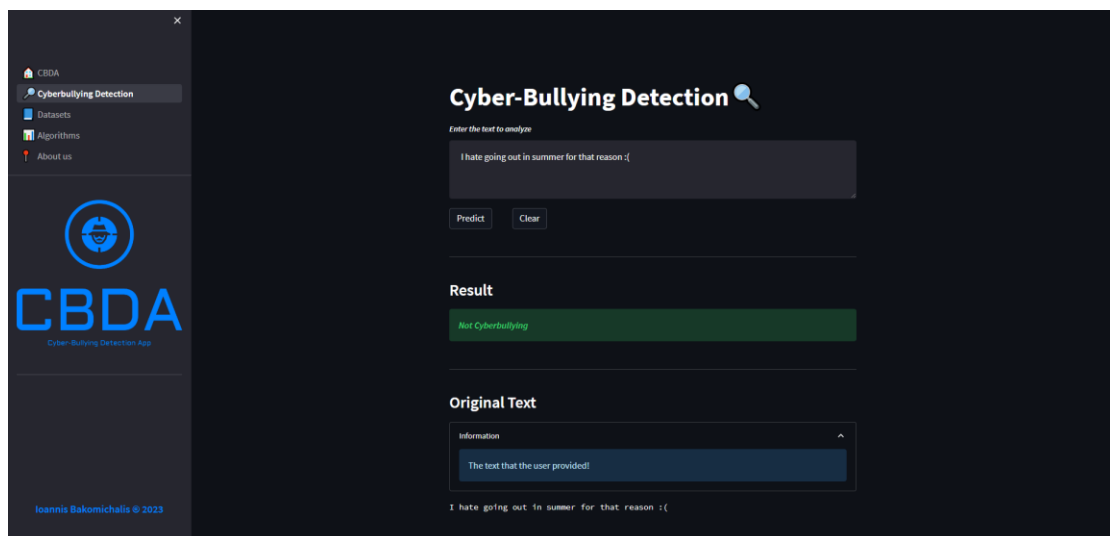 ×
CBDA
Cyberbullying Detection
Datasets
Algorithms
About us
CBDA
Cyber-Bullying Detection App
Ioannis Bakomichalis © 2023
Cyber-Bullying Detection
Enter the text to analyze
I hate going out in summer for that reason :(
Predict Clear
Result
Not Cyberbullying
Original Text
Information
The text that the user provided!
I hate going out in summer for that reason :(